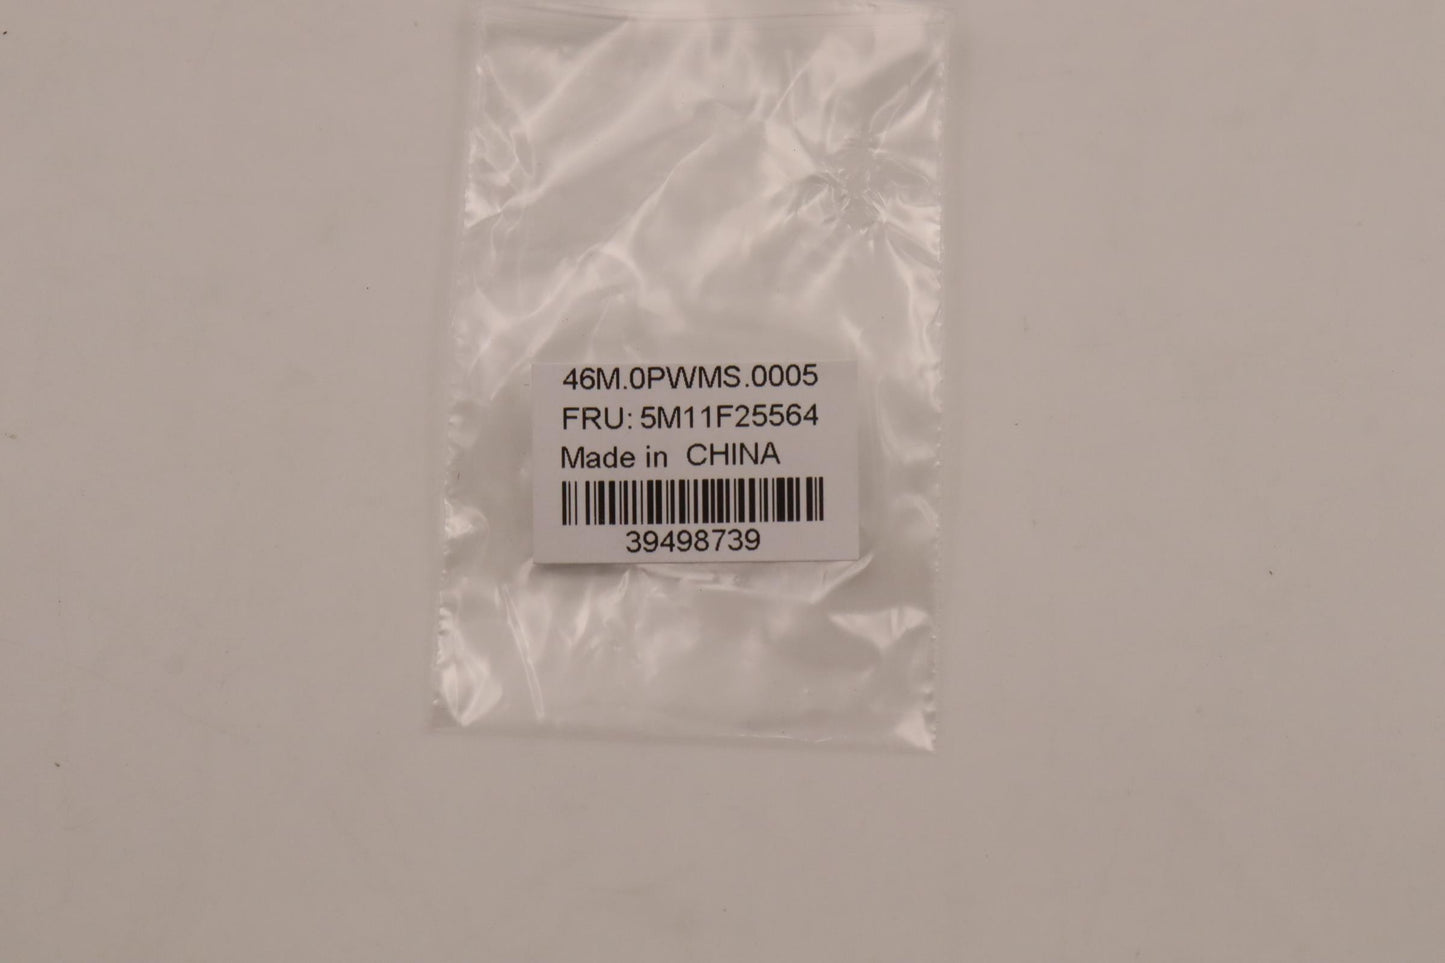 46M.0PWMS.0005
FRU: 5M11F25564
Made in CHINA
39498739